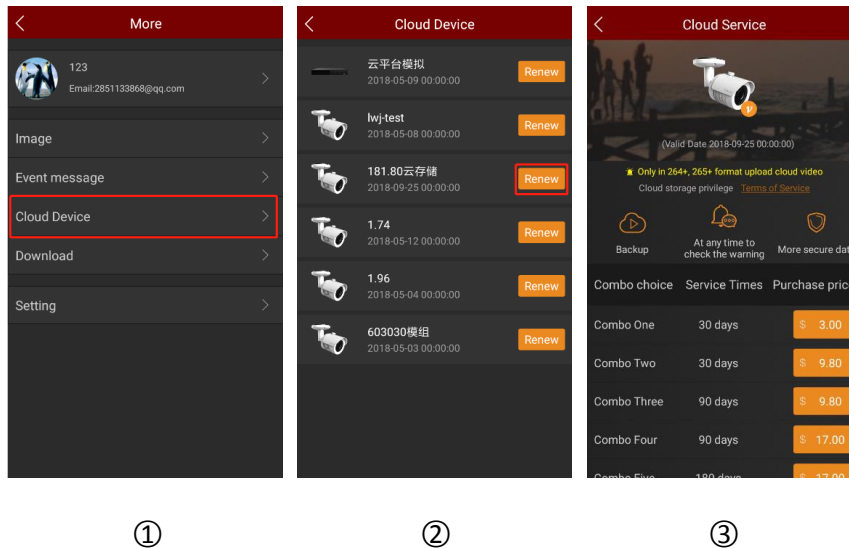 More
123
Email:2851133868@qq.com
Image
Event message
Cloud Device
Download
Setting
①
Cloud Device
云平台模拟
2018-05-09 00:00:00
Renew
lwj-test
2018-05-08 00:00:00
Renew
181.80云存储
2018-09-25 00:00:00
Renew
1.74
2018-05-12 00:00:00
Renew
1.96
2018-05-04 00:00:00
Renew
603030模组
2018-05-03 00:00:00
Renew
②
Cloud Service
(Valid Date 2018-09-25 00:00:00)
Only in 264+, 265+ format upload cloud video
Cloud storage privilege Terms of Service
Backup
At any time to
check the warning
More secure dat
Combo choice Service Times Purchase price
Combo One 30 days $ 3.00
Combo Two 30 days $ 9.80
Combo Three 90 days $ 9.80
Combo Four 90 days $ 17.00
Combo Five 180 days $ 17.00
③